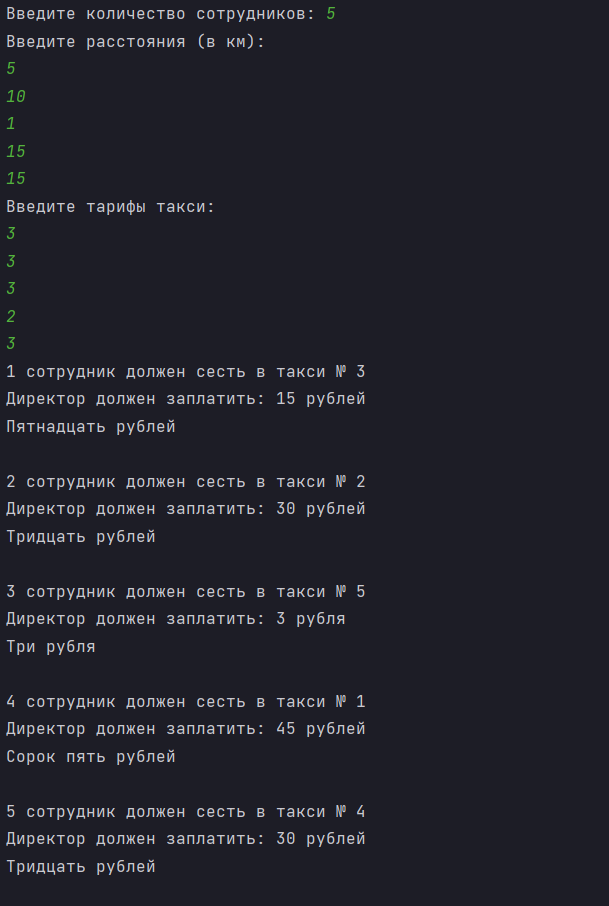 Введите количество сотрудников: 5
Введите расстояния (в км):
5
10
1
15
15
Введите тарифы такси:
3
3
3
2
3
1 сотрудник должен сесть в такси № 3
Директор должен заплатить: 15 рублей
Пятнадцать рублей
2 сотрудник должен сесть в такси № 2
Директор должен заплатить: 30 рублей
Тридцать рублей
3 сотрудник должен сесть в такси № 5
Директор должен заплатить: 3 рубля
Три рубля
4 сотрудник должен сесть в такси № 1
Директор должен заплатить: 45 рублей
Сорок пять рублей
5 сотрудник должен сесть в такси № 4
Директор должен заплатить: 30 рублей
Тридцать рублей